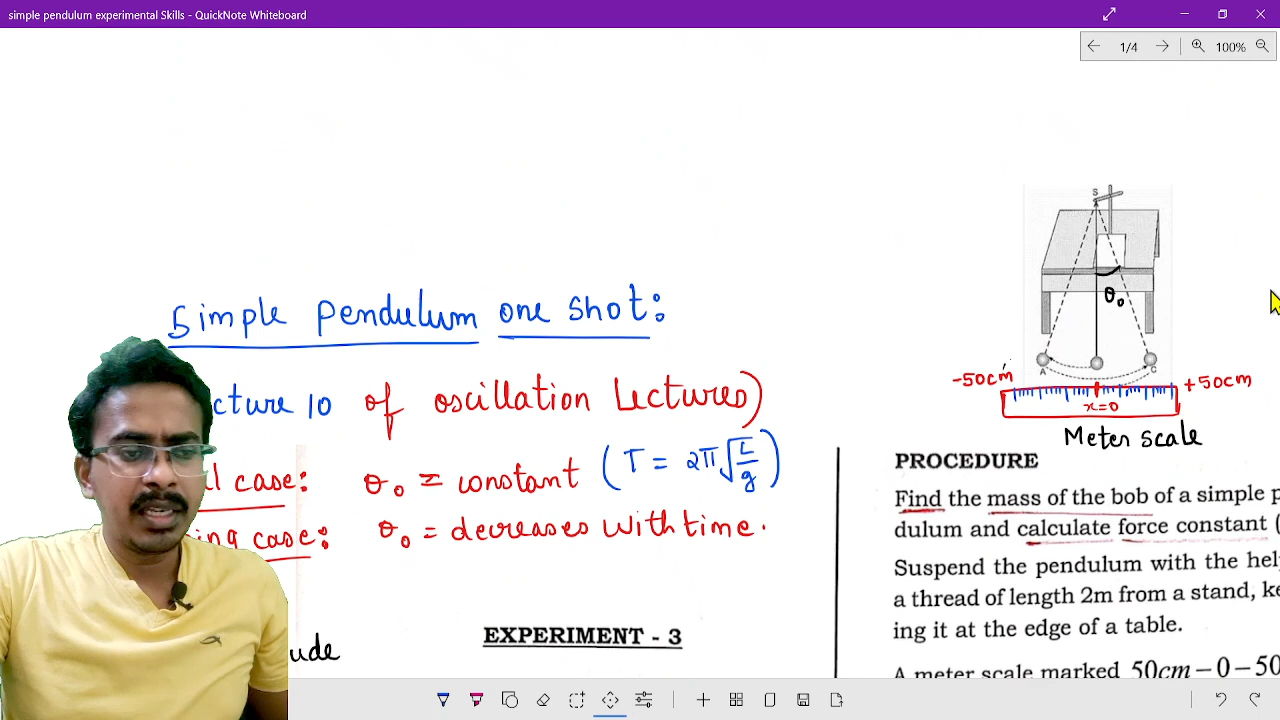 simple pendulum experimental Skills - QuickNote Whiteboard
1/4
100%
simple pendulum one shot:
cture 10 of oscillation Lectures)
l case: θ₀ = constant (T = 2π√L/g)
ing case: θ₀ = decreases with time.
ude
EXPERIMENT - 3
S
θ₀
A
C
-50cm
+50cm
x=0
Meter scale
PROCEDURE
Find the mass of the bob of a simple p
dulum and calculate force constant (
Suspend the pendulum with the hel
a thread of length 2m from a stand, ke
ing it at the edge of a table.
A meter scale marked 50cm – 0 – 50